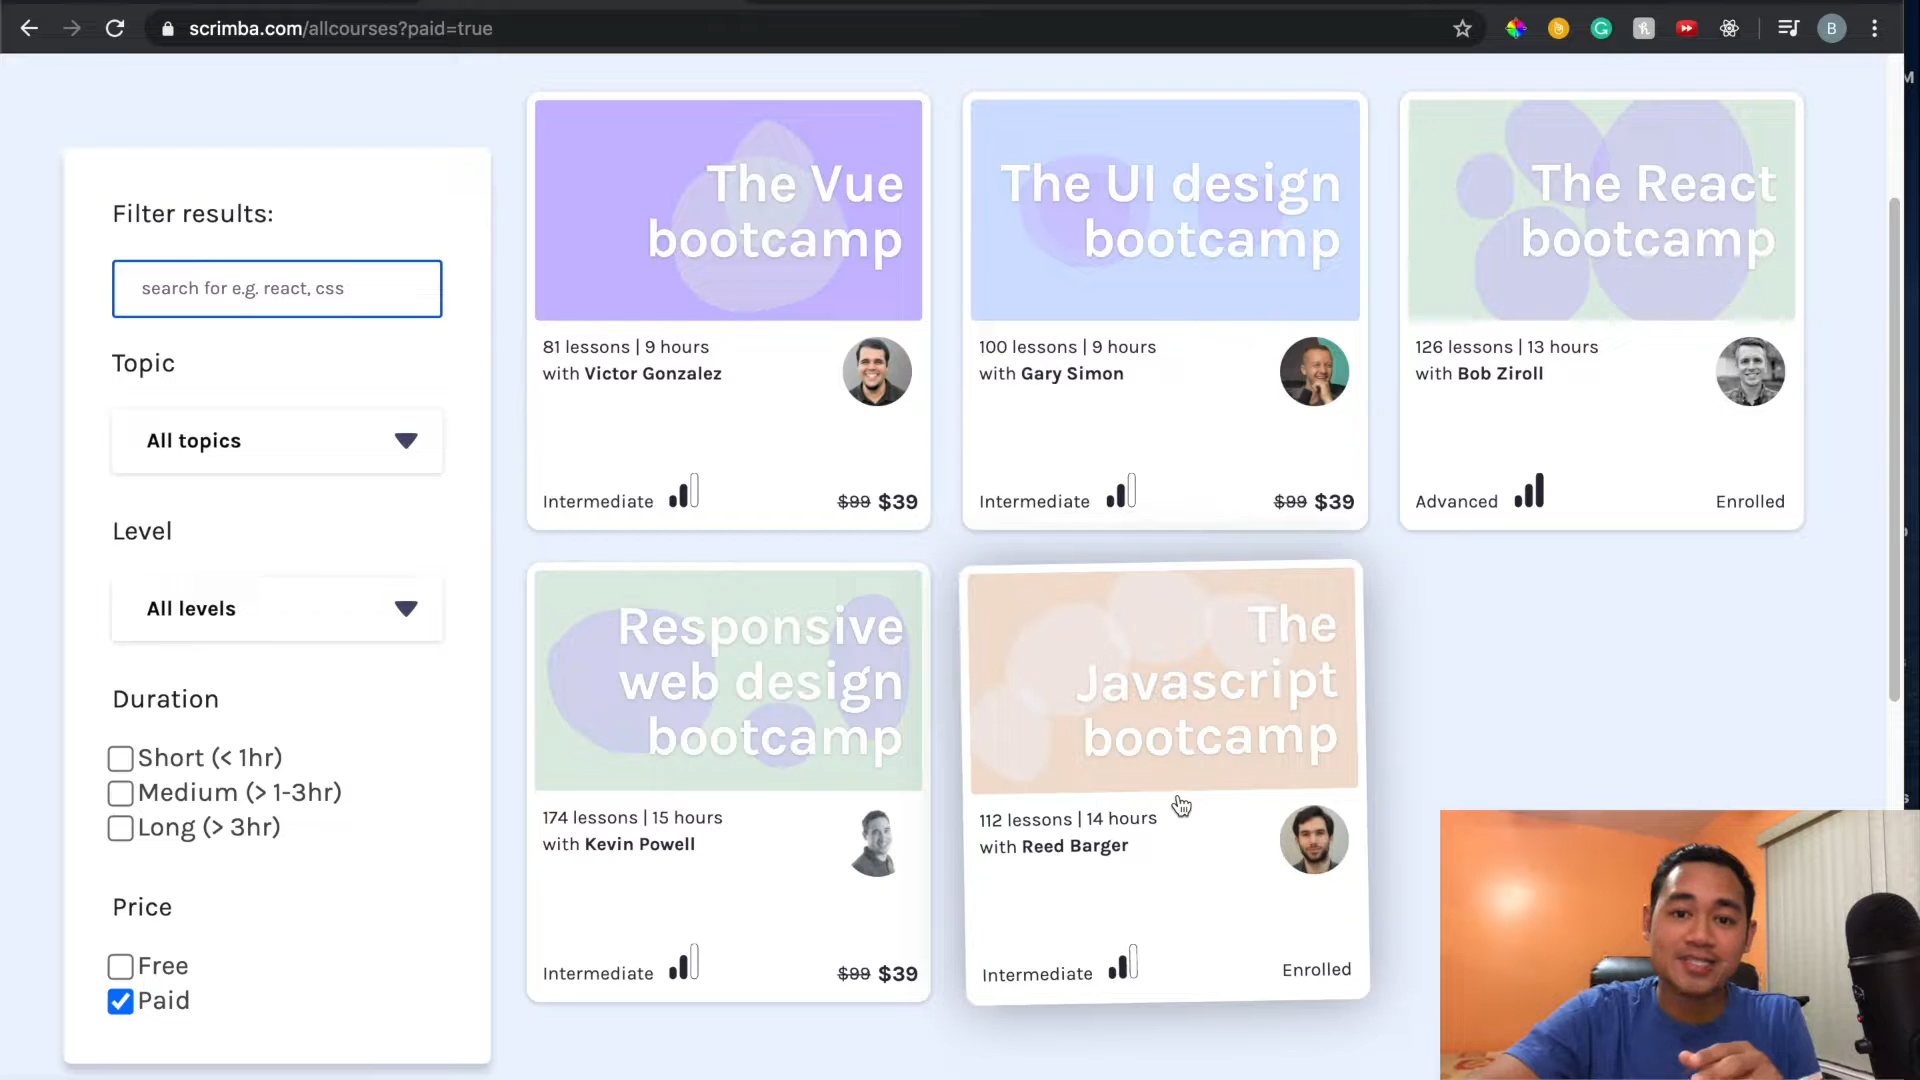 scrimba.com/allcourses?paid=true
B
Filter results:
search for e.g. react, css
Topic
All topics
Level
All levels
Duration
Short (< 1hr)
Medium (> 1-3hr)
Long (> 3hr)
Price
Free
Paid
The Vue
bootcamp
81 lessons | 9 hours
with Victor Gonzalez
Intermediate
$99 $39
The UI design
bootcamp
100 lessons | 9 hours
with Gary Simon
Intermediate
$99 $39
The React
bootcamp
126 lessons | 13 hours
with Bob Ziroll
Advanced
Enrolled
Responsive
web design
bootcamp
174 lessons | 15 hours
with Kevin Powell
Intermediate
$99 $39
The
Javascript
bootcamp
112 lessons | 14 hours
with Reed Barger
Intermediate
Enrolled